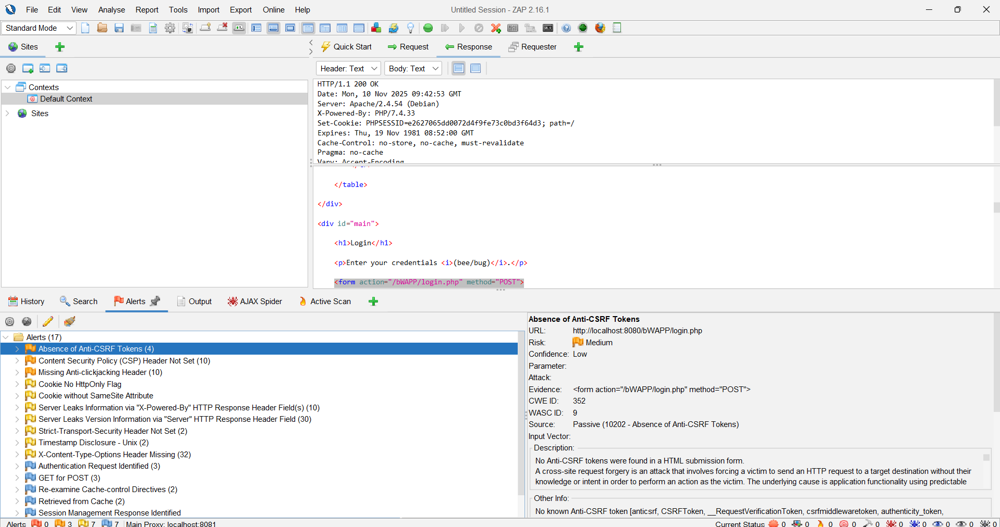 File Edit View Analyse Report Tools Import Export Online Help
Untitled Session - ZAP 2.16.1
Standard Mode
Sites
Quick Start Request Response Requester
Header: Text Body: Text
Contexts
Default Context
Sites
HTTP/1.1 200 OK
Date: Mon, 10 Nov 2025 09:42:53 GMT
Server: Apache/2.4.54 (Debian)
X-Powered-By: PHP/7.4.33
Set-Cookie: PHPSESSID=e2627065dd0072d4f9fe73c0bd3f64d3; path=/
Expires: Thu, 19 Nov 1981 08:52:00 GMT
Cache-Control: no-store, no-cache, must-revalidate
Pragma: no-cache
Vary: Accept-Encoding
</table>
</div>
<div id="main">
<h1>Login</h1>
<p>Enter your credentials <i>(bee/bug)</i>.</p>
<form action="/bWAPP/login.php" method="POST">
History Search Alerts Output AJAX Spider Active Scan
Alerts (17)
Absence of Anti-CSRF Tokens (4)
Content Security Policy (CSP) Header Not Set (10)
Missing Anti-clickjacking Header (10)
Cookie No HttpOnly Flag
Cookie without SameSite Attribute
Server Leaks Information via "X-Powered-By" HTTP Response Header Field(s) (10)
Server Leaks Version Information via "Server" HTTP Response Header Field (30)
Strict-Transport-Security Header Not Set (2)
Timestamp Disclosure - Unix (2)
X-Content-Type-Options Header Missing (32)
Authentication Request Identified (3)
GET for POST (3)
Re-examine Cache-control Directives (2)
Retrieved from Cache (2)
Session Management Response Identified
Absence of Anti-CSRF Tokens
URL: http://localhost:8080/bWAPP/login.php
Risk: Medium
Confidence: Low
Parameter:
Attack:
Evidence: <form action="/bWAPP/login.php" method="POST">
CWE ID: 352
WASC ID: 9
Source: Passive (10202 - Absence of Anti-CSRF Tokens)
Input Vector:
Description:
No Anti-CSRF tokens were found in a HTML submission form.
A cross-site request forgery is an attack that involves forcing a victim to send an HTTP request to a target destination without their
knowledge or intent in order to perform an action as the victim. The underlying cause is application functionality using predictable
Other Info:
No known Anti-CSRF token [anticsrf, CSRFToken, __RequestVerificationToken, csrfmiddlewaretoken, authenticity_token,
Alerts 0 3 7 7 Main Proxy: localhost:8081
Current Status 0 0 0 0 0 0 0 0 0 0